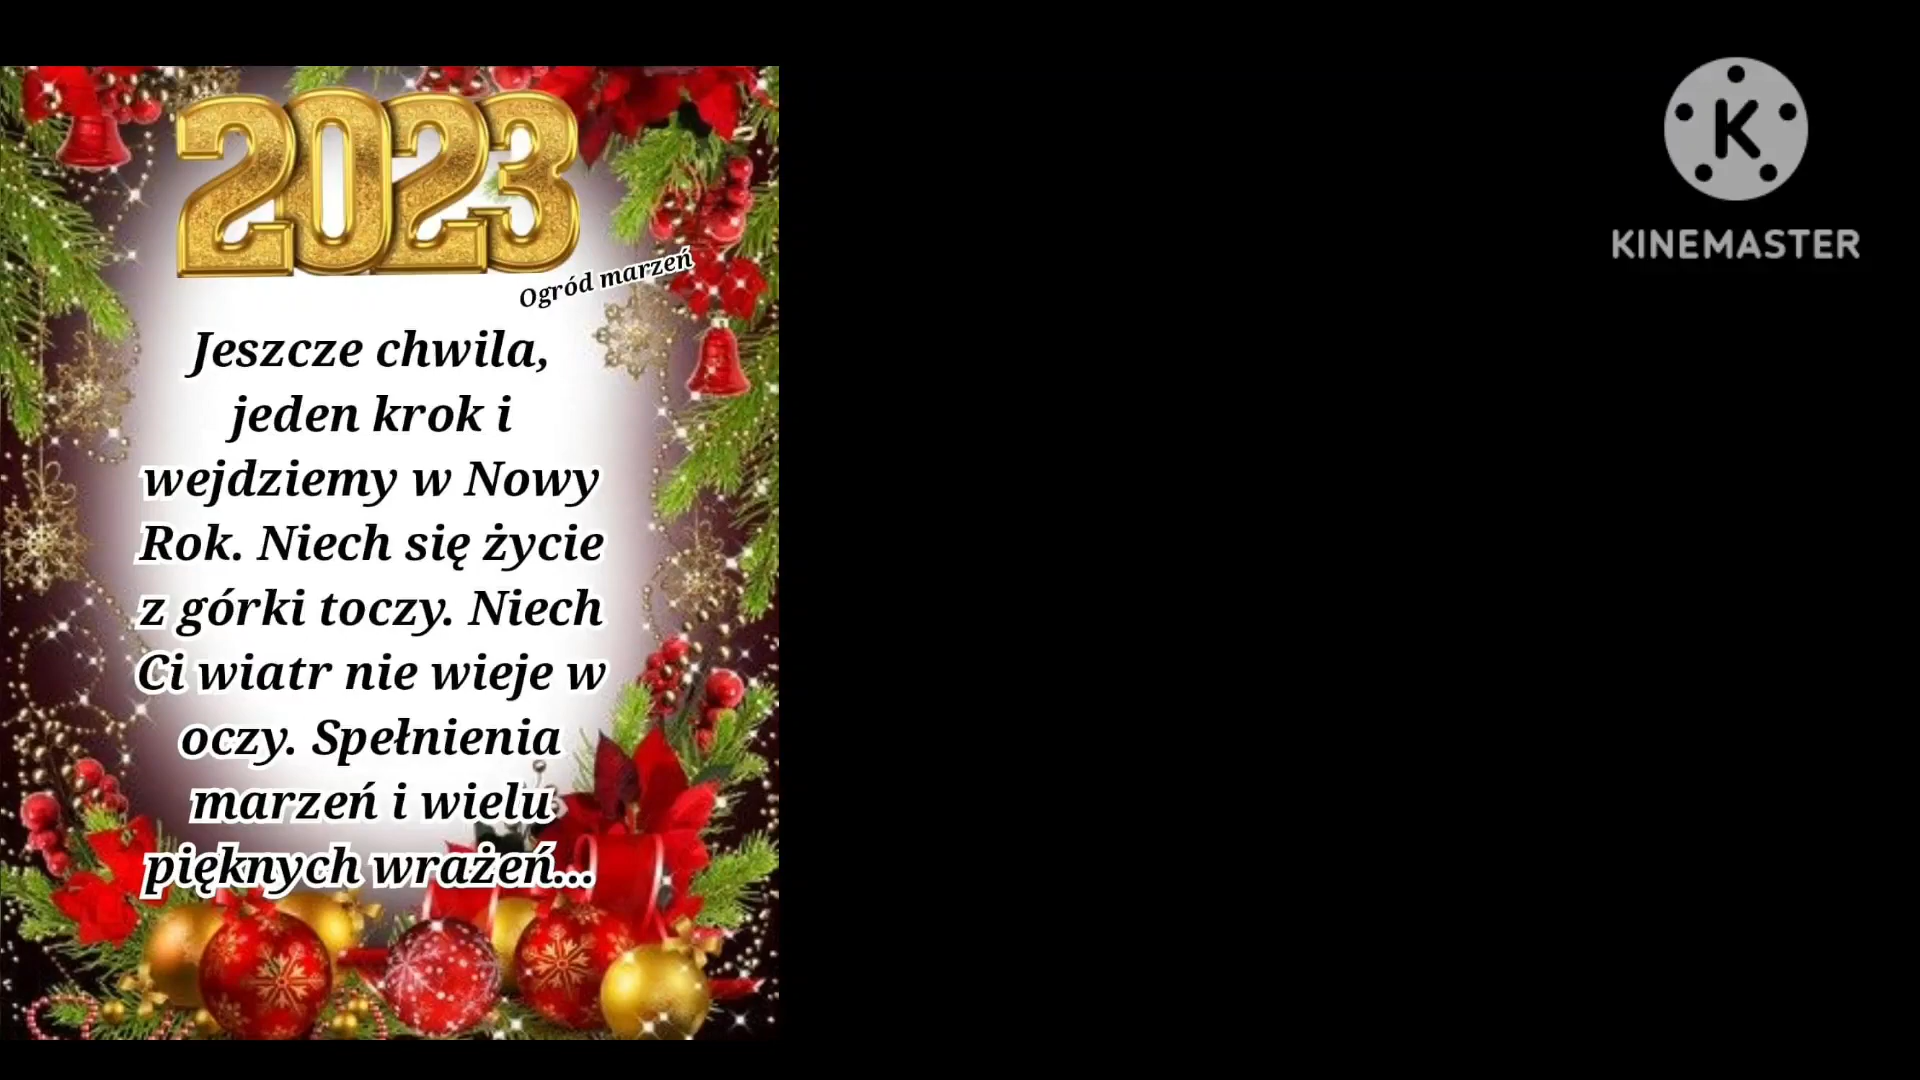 2023
Ogród marzeń
Jeszcze chwila,
jeden krok i
wejdziemy w Nowy
Rok. Niech się życie
z górki toczy. Niech
Ci wiatr nie wieje w
oczy. Spełnienia
marzeń i wielu
pięknych wrażeń...
K
KINEMASTER